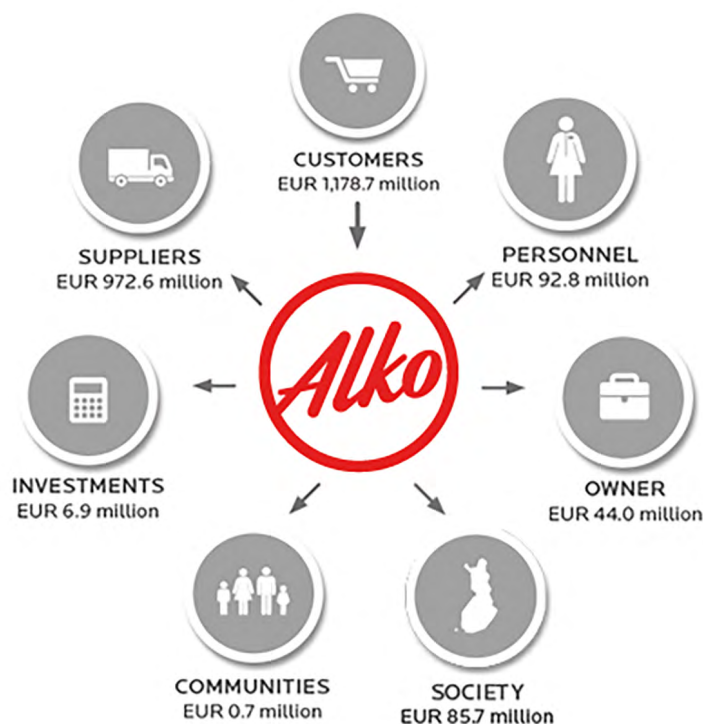 CUSTOMERS
EUR 1,178.7 million
SUPPLIERS
EUR 972.6 million
PERSONNEL
EUR 92.8 million
Alko
INVESTMENTS
EUR 6.9 million
OWNER
EUR 44.0 million
COMMUNITIES
EUR 0.7 million
SOCIETY
EUR 85.7 million